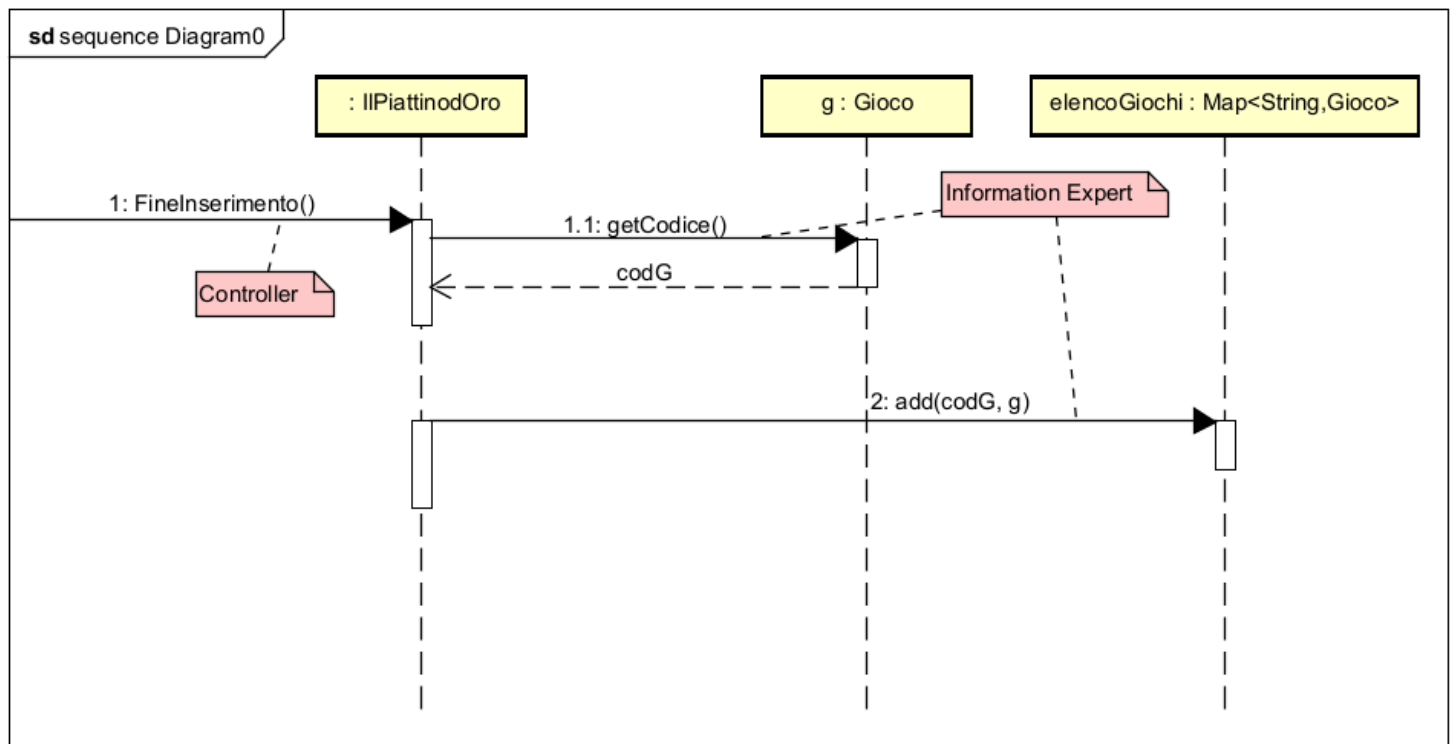 sd sequence Diagram0
: IlPiattinodOro
g : Gioco
elencoGiochi : Map<String,Gioco>
Information Expert
1: FineInserimento()
1.1: getCodice()
codG
Controller
2: add(codG, g)